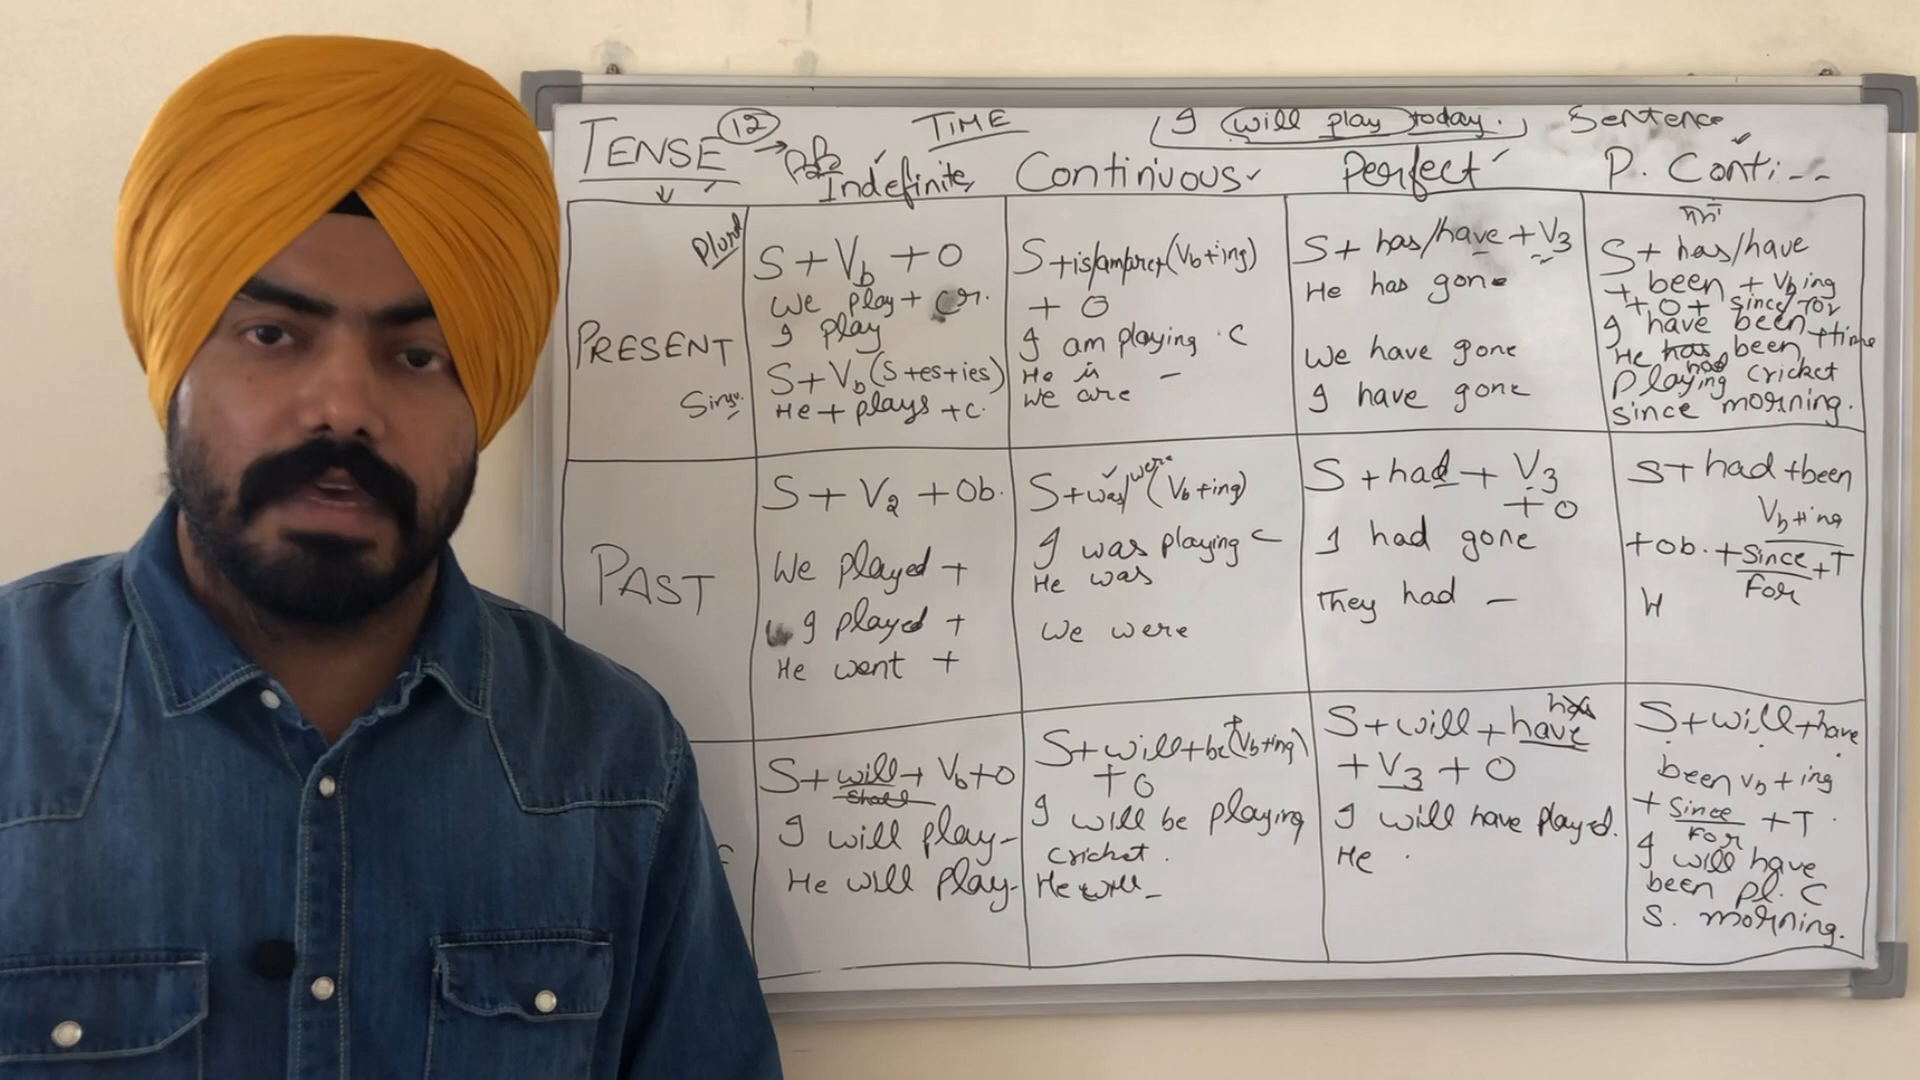 TENSE 12 TIME I will play today. Sentence
Indefinite Continuous Perfect P. Conti--
PRESENT
Plural
S + Vb + O
We play + cr.
I play
S + Vb (s+es+ies)
He + plays + c.
S+is/am/are+(Vb+ing)
+ O
I am playing C
He is —
We are
S + has/have + V3
He has gone
We have gone
I have gone
S + has/have
+ been + Vb ing
+ O + since/for
I have been +time
He has been
playing cricket
since morning.
PAST
S + V2 + Ob.
We played +
I played +
He went +
S+was/were (Vb+ing)
I was playing C
He was
We were
S + had + V3
+ O
I had gone
They had —
S+ had +been
Vb+ing
+ob. + Since/For +T
H
S+ will + Vb+O
shall
I will play-
He will play-
S+will+be+(Vb+ing)
+ O
I will be playing
cricket.
He will -
S+will+have
has
+ V3 + O
I will have played.
He
S+will+have
been Vb+ing
+ Since/For +T
I will have
been pl. C
S. morning.